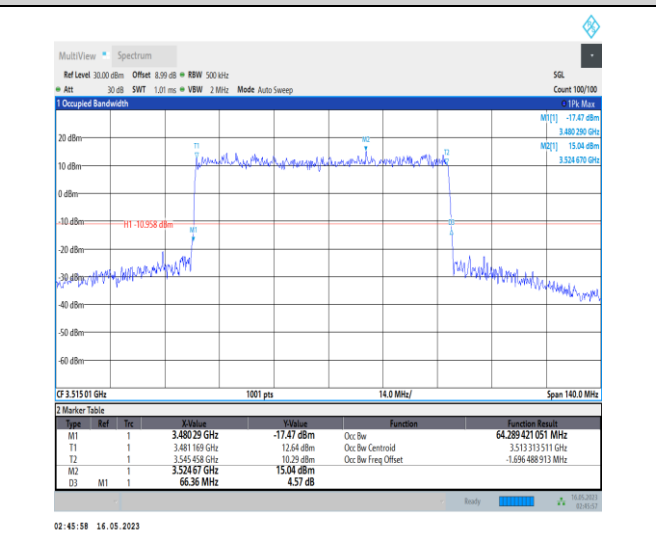 MultiView Spectrum
Ref Level 30.00 dBm Offset 8.99 dB RBW 500 kHz SGL
Att 30 dB SWT 1.01 ms VBW 2 MHz Mode Auto Sweep Count 100/100
1 Occupied Bandwidth 1Pk Max
M1[1] -17.47 dBm
3.480 290 GHz
20 dBm
M2
M2[1] 15.04 dBm
T1
T2
3.524 670 GHz
10 dBm
0 dBm
-10 dBm
H1 -10.958 dBm
M1
D3
-20 dBm
-30 dBm
-40 dBm
-50 dBm
-60 dBm
CF 3.515 01 GHz 1001 pts 14.0 MHz/ Span 140.0 MHz
2 Marker Table
Type Ref Trc X-Value Y-Value Function Function Result
M1 1 3.480 29 GHz -17.47 dBm Occ Bw 64.289 421 051 MHz
T1 1 3.481 169 GHz 12.64 dBm Occ Bw Centroid 3.513 313 511 GHz
T2 1 3.545 458 GHz 10.29 dBm Occ Bw Freq Offset -1.696 488 913 MHz
M2 1 3.524 67 GHz 15.04 dBm
D3 M1 1 66.36 MHz 4.57 dB
Ready 16.05.2023
02:45:57
02:45:58 16.05.2023